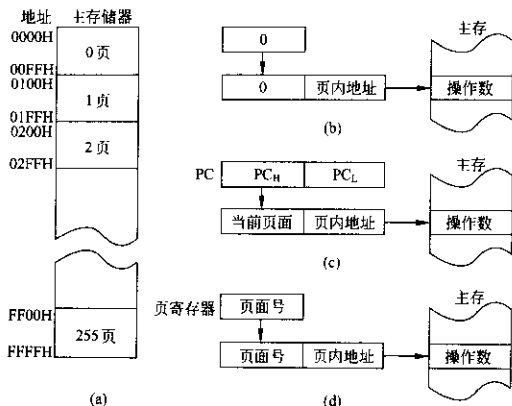 地址 主存储器
0000H
0页
00FFH
0100H
1页
01FFH
0200H
2页
02FFH
FF00H
255页
FFFFH
(a)
主存
0
0 页内地址 操作数
(b)
主存
PC PC_H PC_L
当前页面 页内地址 操作数
(c)
主存
页寄存器 页面号
页面号 页内地址 操作数
(d)